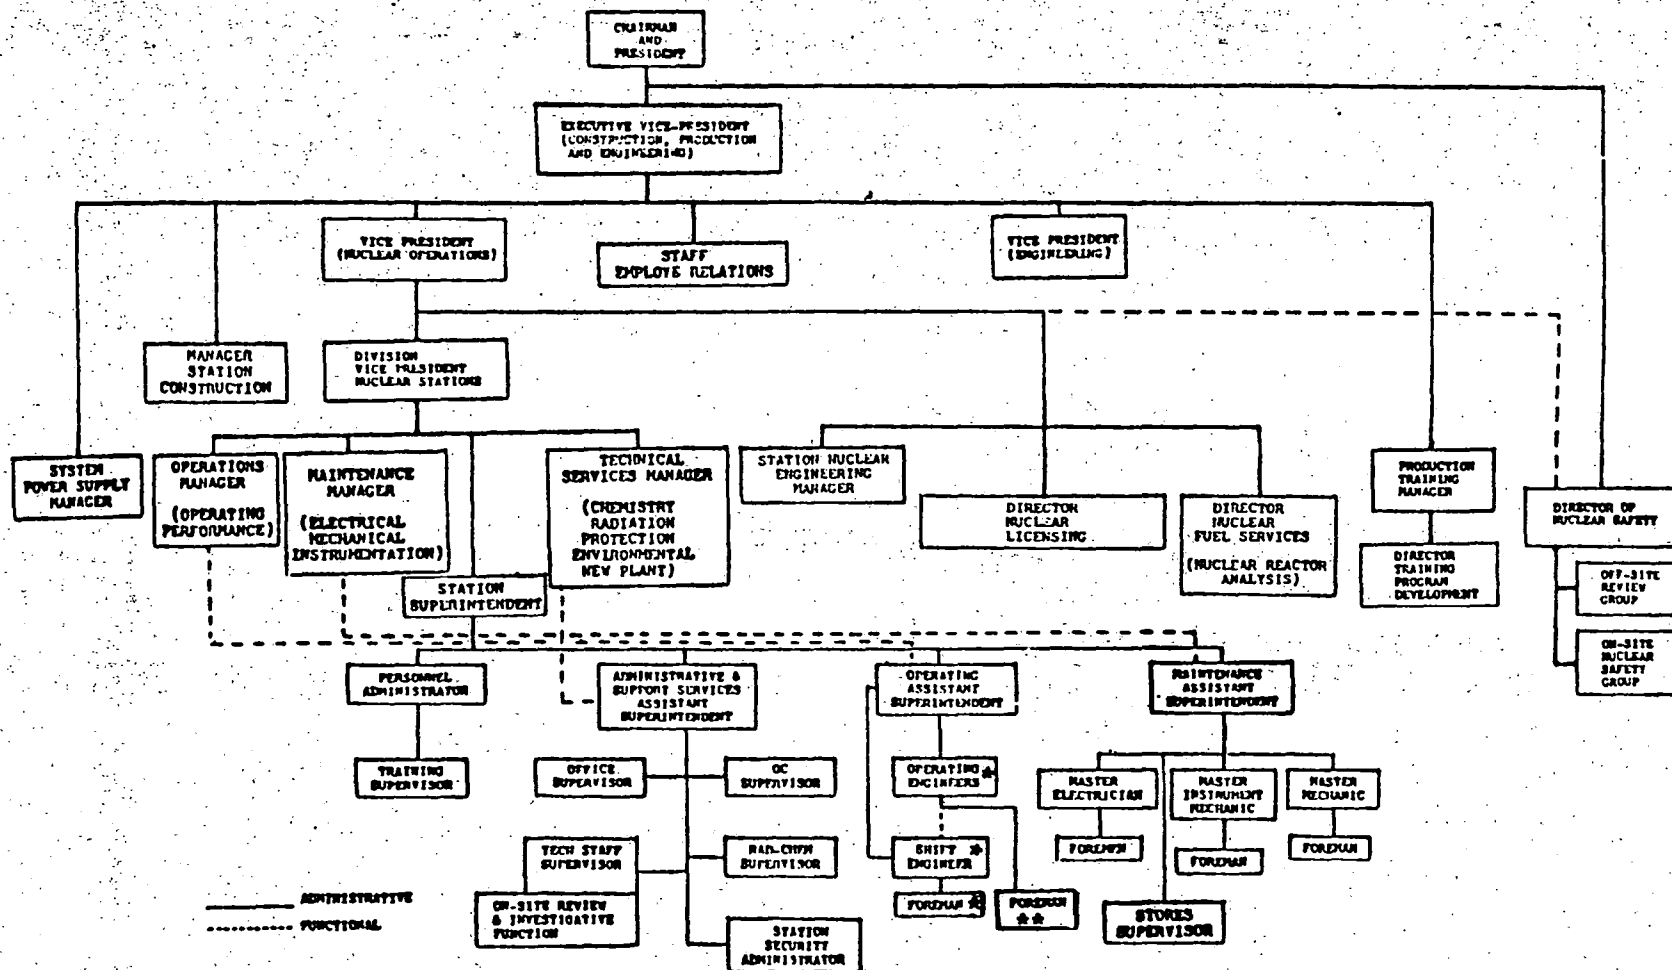 CHAIRMAN
AND
PRESIDENT
EXECUTIVE VICE-PRESIDENT
(CONSTRUCTION, PRODUCTION
AND ENGINEERING)
VICE PRESIDENT
(NUCLEAR OPERATIONS)
STAFF
EMPLOYE RELATIONS
VICE PRESIDENT
(ENGINEERING)
MANAGER
STATION
CONSTRUCTION
DIVISION
VICE PRESIDENT
NUCLEAR STATIONS
SYSTEM
POWER SUPPLY
MANAGER
OPERATIONS
MANAGER
(OPERATING
PERFORMANCE)
MAINTENANCE
MANAGER
(ELECTRICAL
MECHANICAL
INSTRUMENTATION)
STATION
SUPERINTENDENT
TECHNICAL
SERVICES MANAGER
(CHEMISTRY
RADIATION
PROTECTION
ENVIRONMENTAL
NEW PLANT)
STATION NUCLEAR
ENGINEERING
MANAGER
DIRECTOR
NUCLEAR
LICENSING
DIRECTOR
NUCLEAR
FUEL SERVICES
(NUCLEAR REACTOR
ANALYSIS)
PRODUCTION
TRAINING
MANAGER
DIRECTOR
TRAINING
PROGRAM
DEVELOPMENT
DIRECTOR OF
NUCLEAR SAFETY
OFF-SITE
REVIEW
GROUP
ON-SITE
NUCLEAR
SAFETY
GROUP
PERSONNEL
ADMINISTRATOR
ADMINISTRATIVE &
SUPPORT SERVICES
ASSISTANT
SUPERINTENDENT
OPERATING
ASSISTANT
SUPERINTENDENT
MAINTENANCE
ASSISTANT
SUPERINTENDENT
TRAINING
SUPERVISOR
OFFICE
SUPERVISOR
QC
SUPERVISOR
OPERATING *
ENGINEERS
MASTER
ELECTRICIAN
MASTER
INSTRUMENT
MECHANIC
MASTER
MECHANIC
TECH STAFF
SUPERVISOR
RAD-CHEM
SUPERVISOR
SHIFT *
ENGINEER
FOREMEN
FOREMAN
FOREMAN
ON-SITE REVIEW
& INVESTIGATIVE
FUNCTION
FOREMAN *
FOREMAN
**
STORES
SUPERVISOR
STATION
SECURITY
ADMINISTRATOR
ADMINISTRATIVE
FUNCTIONAL